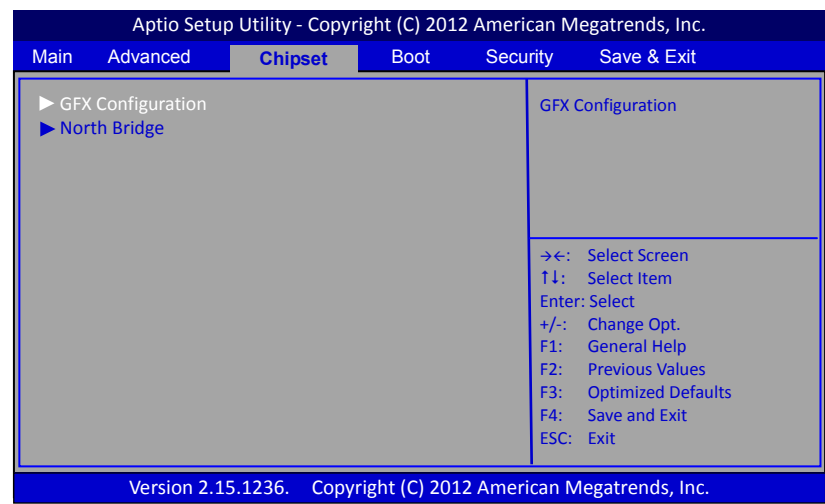 Aptio Setup Utility - Copyright (C) 2012 American Megatrends, Inc.
Main Advanced Chipset Boot Security Save & Exit
► GFX Configuration
► North Bridge
GFX Configuration
→←: Select Screen
↑↓: Select Item
Enter: Select
+/-: Change Opt.
F1: General Help
F2: Previous Values
F3: Optimized Defaults
F4: Save and Exit
ESC: Exit
Version 2.15.1236. Copyright (C) 2012 American Megatrends, Inc.